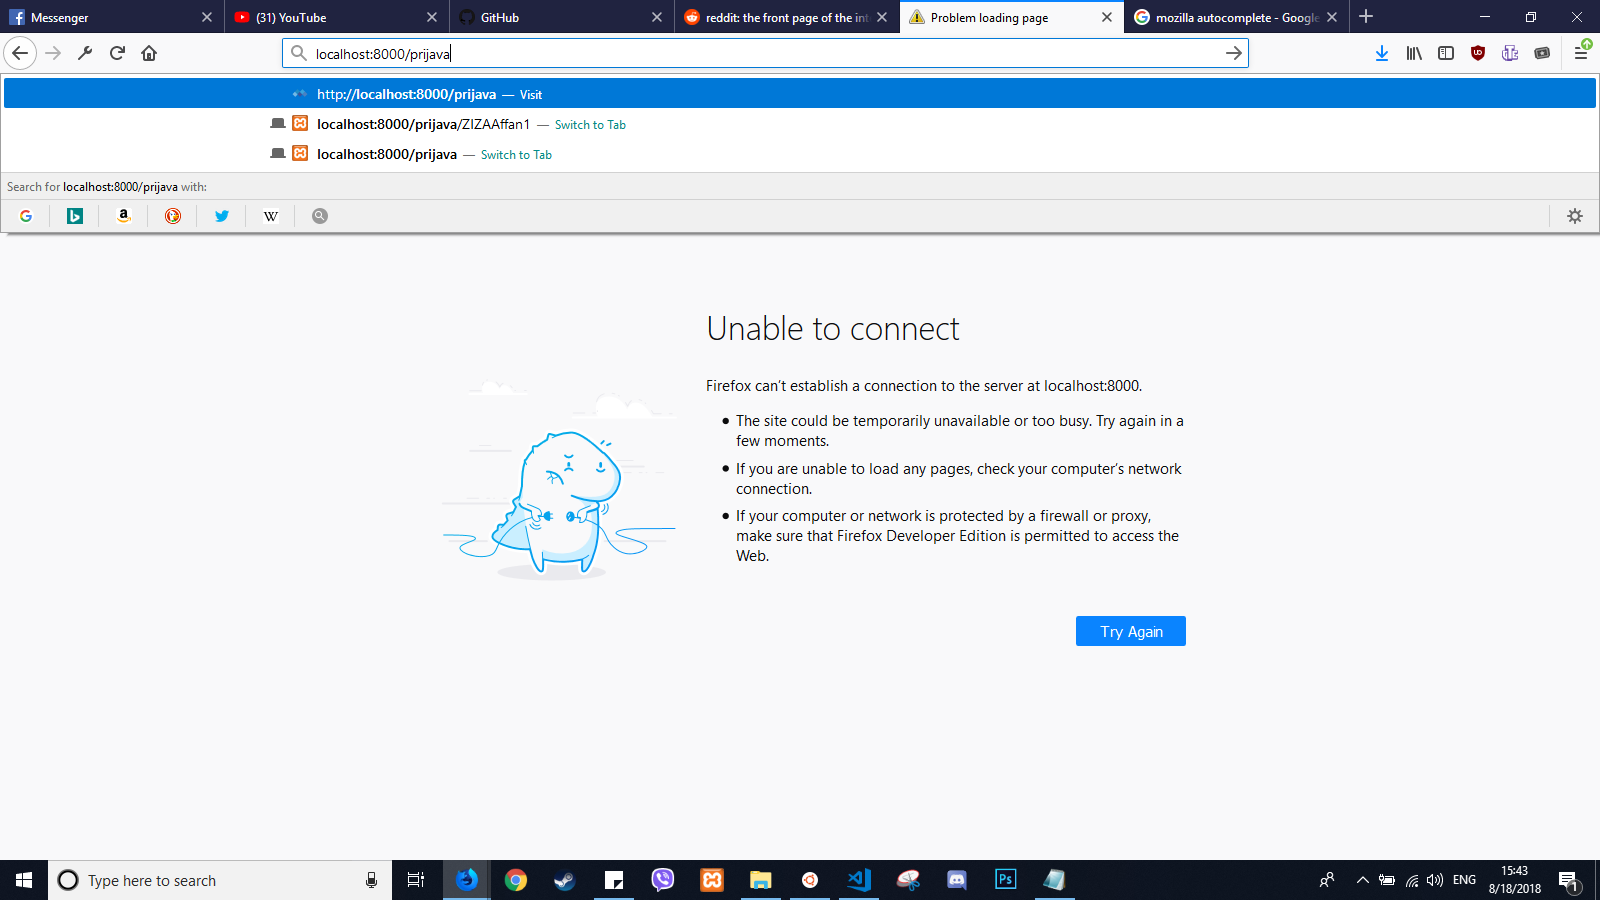 Messenger
(31) YouTube
GitHub
reddit: the front page of the int
Problem loading page
mozilla autocomplete - Google
localhost:8000/prijava
http://localhost:8000/prijava — Visit
localhost:8000/prijava/ZIZAAffan1 — Switch to Tab
localhost:8000/prijava — Switch to Tab
Search for localhost:8000/prijava with:
Unable to connect
Firefox can’t establish a connection to the server at localhost:8000.
The site could be temporarily unavailable or too busy. Try again in a
few moments.
If you are unable to load any pages, check your computer’s network
connection.
If your computer or network is protected by a firewall or proxy,
make sure that Firefox Developer Edition is permitted to access the
Web.
Try Again
Type here to search
Ps
ENG
15:43
8/18/2018
1